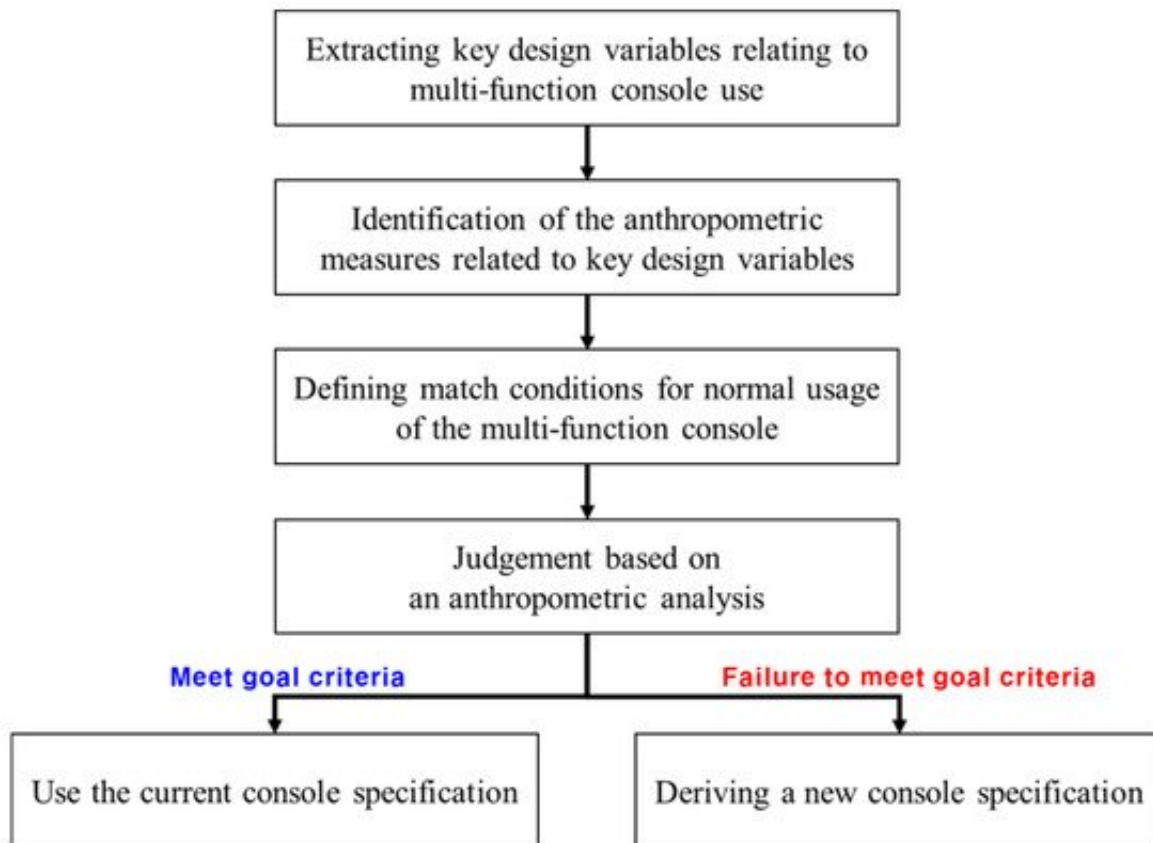 Extracting key design variables relating to
multi-function console use
Identification of the anthropometric
measures related to key design variables
Defining match conditions for normal usage
of the multi-function console
Judgement based on
an anthropometric analysis
Meet goal criteria
Failure to meet goal criteria
Use the current console specification
Deriving a new console specification